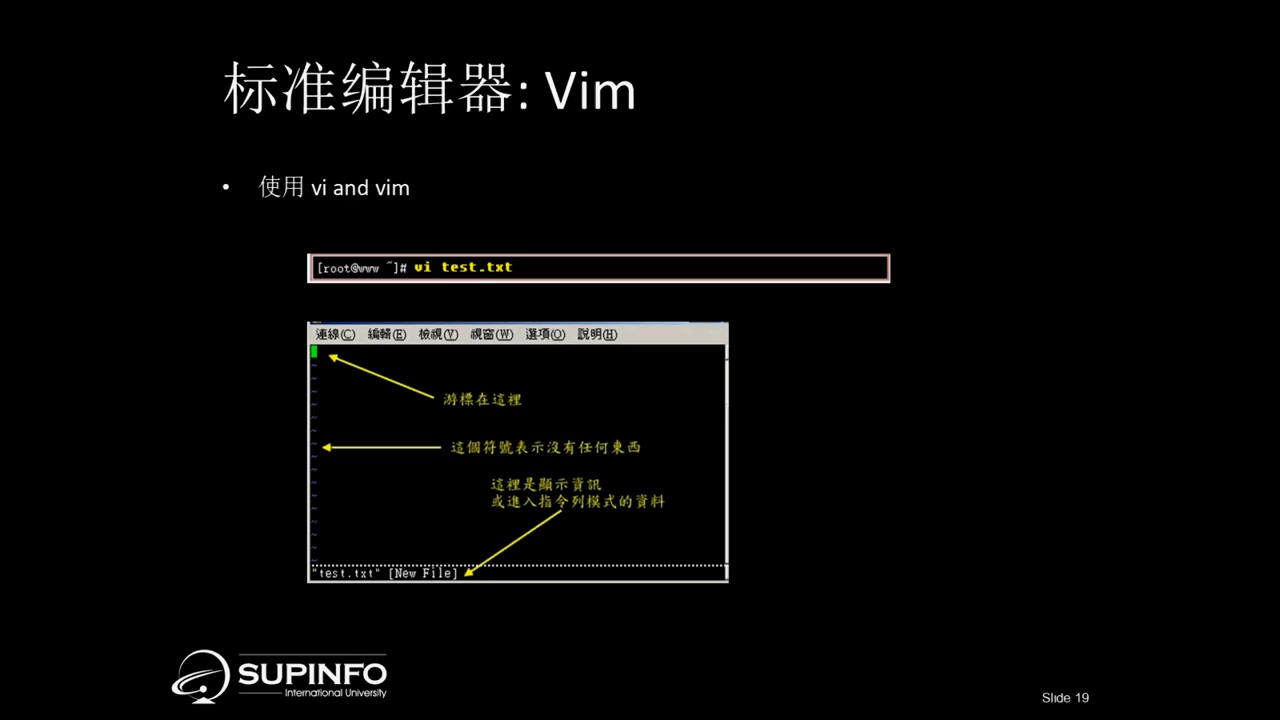 标准编辑器: Vim
• 使用 vi and vim
[root@www ~]# vi test.txt
連線(C) 編輯(E) 檢視(V) 視窗(W) 選項(O) 說明(H)
游標在這裡
這個符號表示沒有任何東西
這裡是顯示資訊
或進入指令列模式的資料
"test.txt" [New File]
SUPINFO
International University
Slide 19